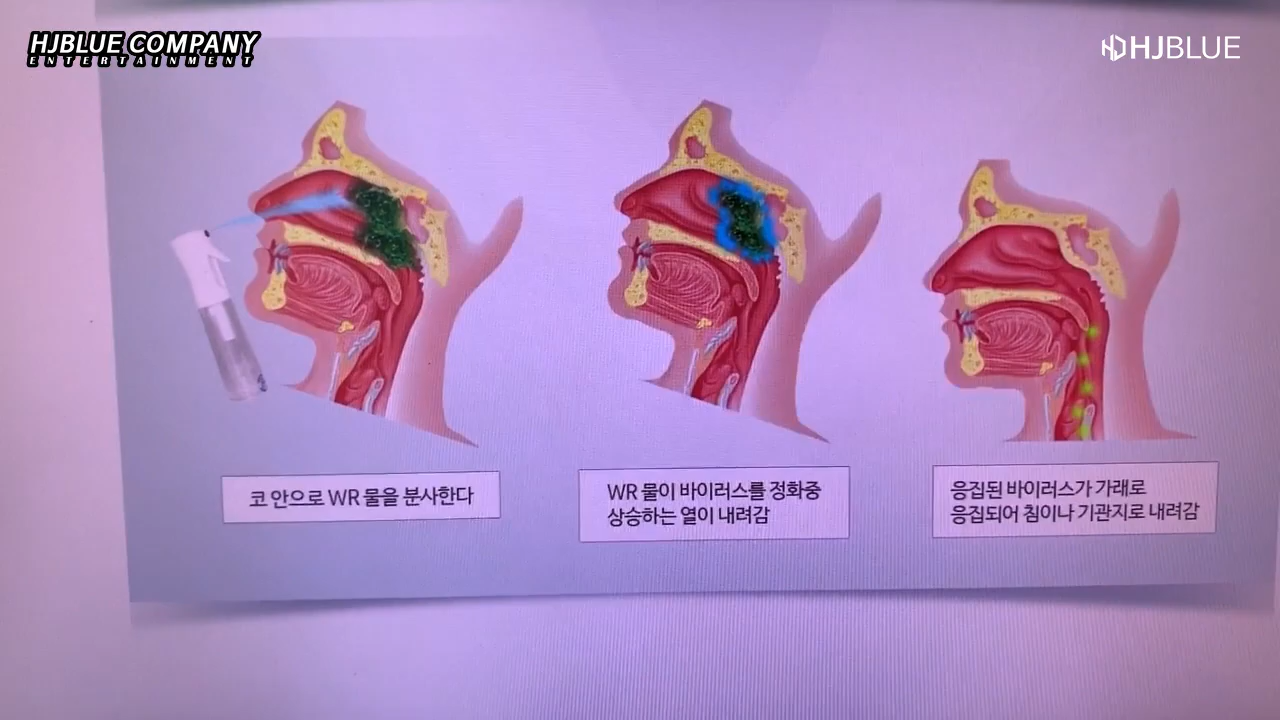 HJBLUE COMPANY
ENTERTAINMENT
HJBLUE
코 안으로 WR 물을 분사한다
WR 물이 바이러스를 정화중
상승하는 열이 내려감
응집된 바이러스가 가래로
응집되어 침이나 기관지로 내려감